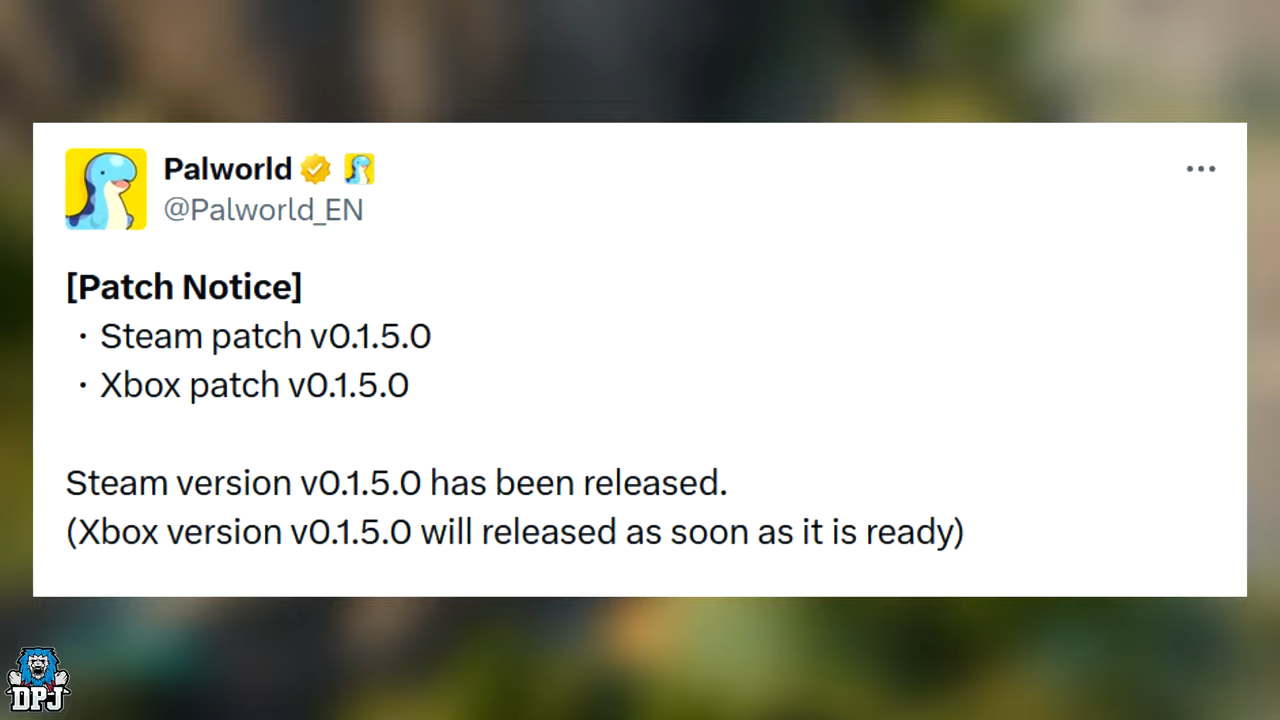 Palworld
@Palworld_EN
[Patch Notice]
・Steam patch v0.1.5.0
・Xbox patch v0.1.5.0
Steam version v0.1.5.0 has been released.
(Xbox version v0.1.5.0 will released as soon as it is ready)
DPJ